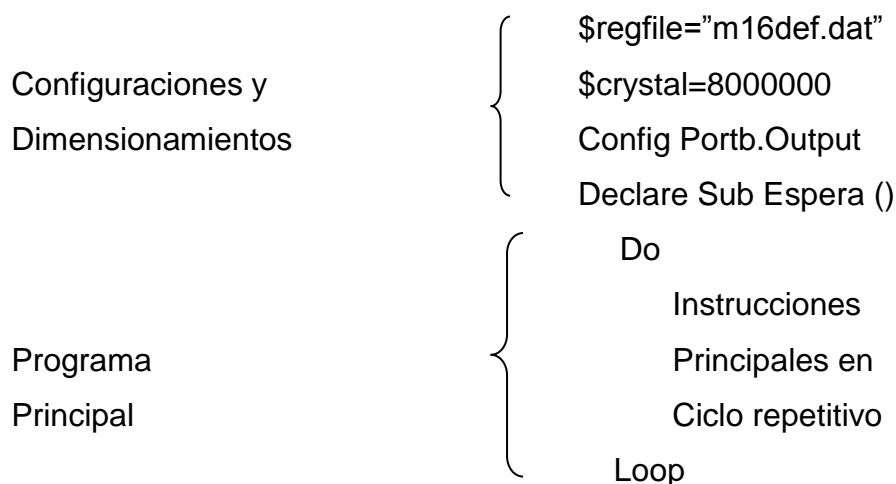 $regfile=”m16def.dat”
Configuraciones y $crystal=8000000
Dimensionamientos Config Portb.Output
Declare Sub Espera ()
Do
Instrucciones
Programa Principales en
Principal Ciclo repetitivo
Loop